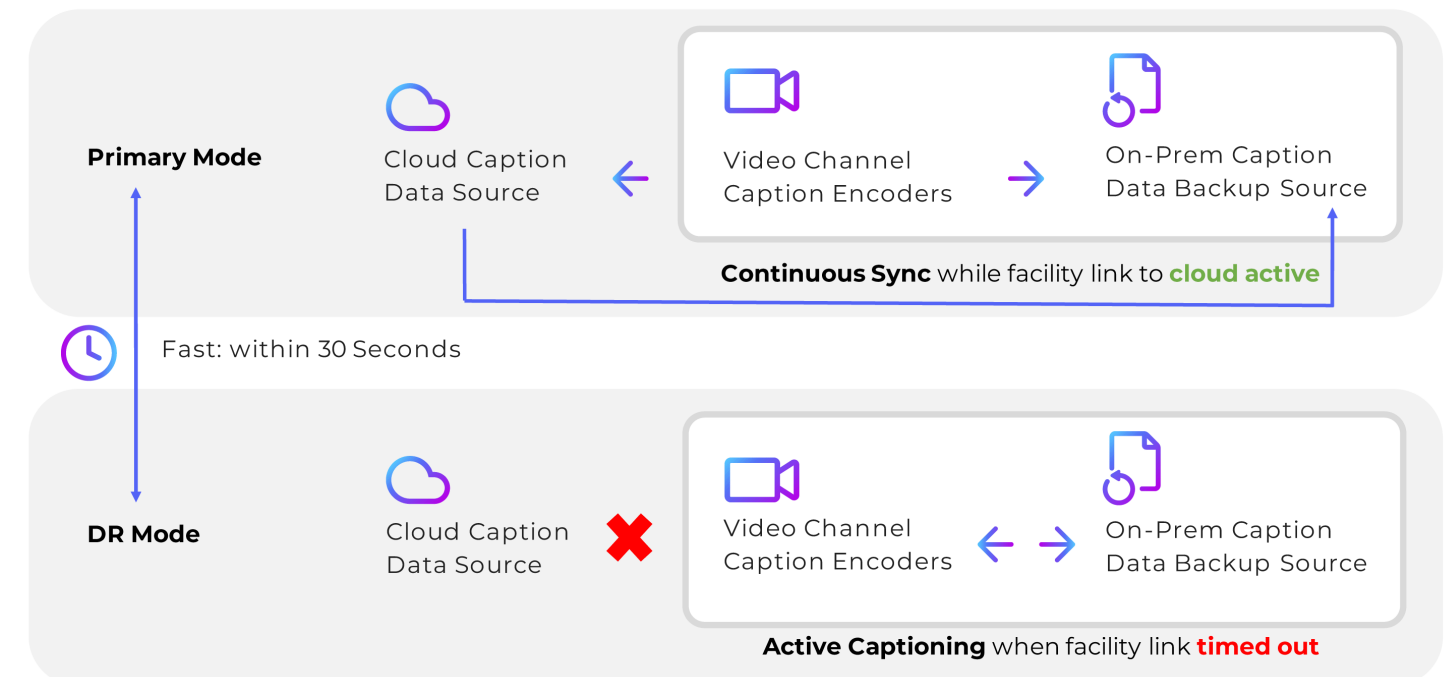 Primary Mode
Cloud Caption
Data Source
Video Channel
Caption Encoders
On-Prem Caption
Data Backup Source
Continuous Sync while facility link to cloud active
Fast: within 30 Seconds
DR Mode
Cloud Caption
Data Source
Video Channel
Caption Encoders
On-Prem Caption
Data Backup Source
Active Captioning when facility link timed out